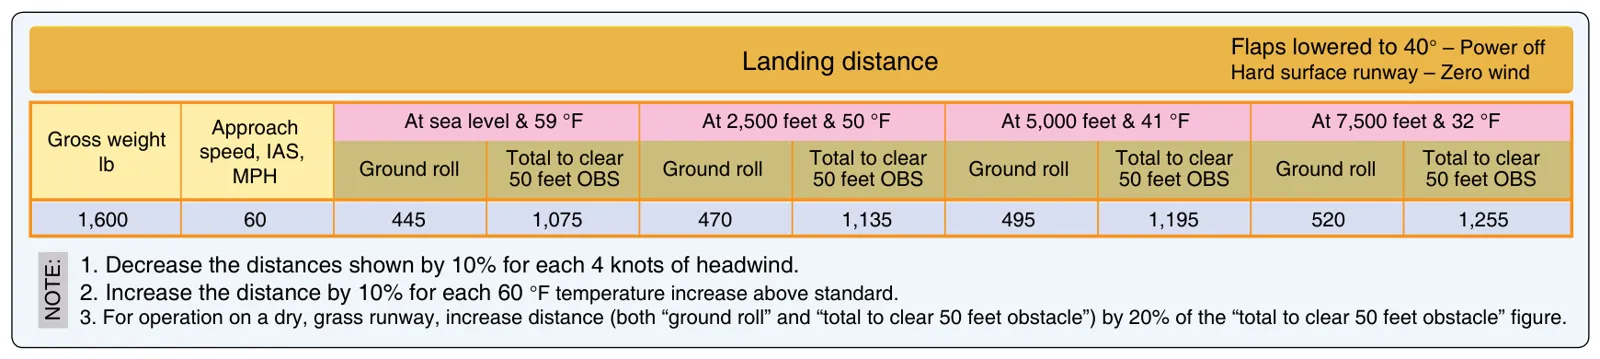 Landing distance
Flaps lowered to 40° – Power off
Hard surface runway – Zero wind
Gross weight
lb
Approach
speed, IAS,
MPH
At sea level & 59 °F
At 2,500 feet & 50 °F
At 5,000 feet & 41 °F
At 7,500 feet & 32 °F
Ground roll
Total to clear
50 feet OBS
Ground roll
Total to clear
50 feet OBS
Ground roll
Total to clear
50 feet OBS
Ground roll
Total to clear
50 feet OBS
1,600 60 445 1,075 470 1,135 495 1,195 520 1,255
NOTE:
1. Decrease the distances shown by 10% for each 4 knots of headwind.
2. Increase the distance by 10% for each 60 °F temperature increase above standard.
3. For operation on a dry, grass runway, increase distance (both “ground roll” and “total to clear 50 feet obstacle”) by 20% of the “total to clear 50 feet obstacle” figure.